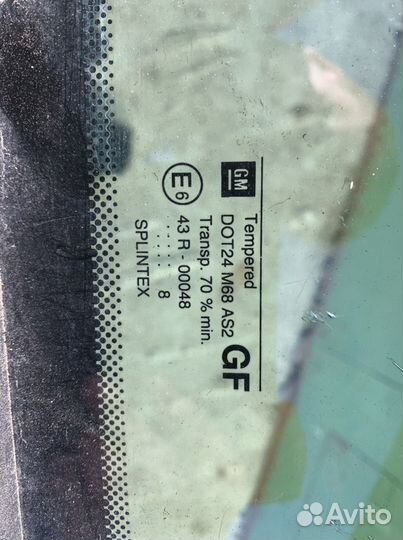 GM
Tempered
DOT24 M68 AS2
Transp. 70 % min.
GF
E6
43 R - 00048
. . . . . . 8
. . . . .
SPLINTEX
Avito